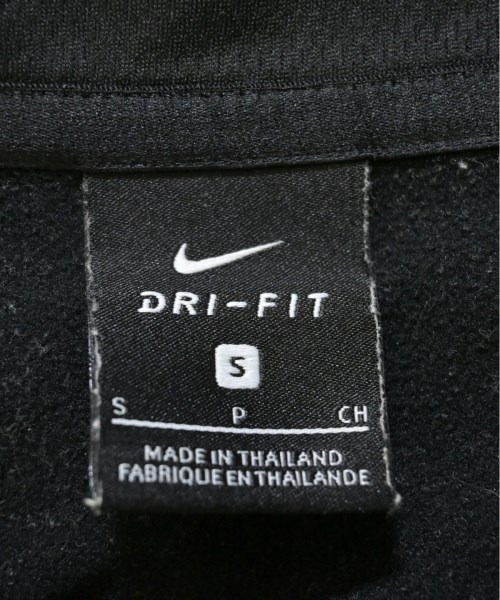 DRI-FIT
S
S P CH
MADE IN THAILAND
FABRIQUE EN THAILANDE